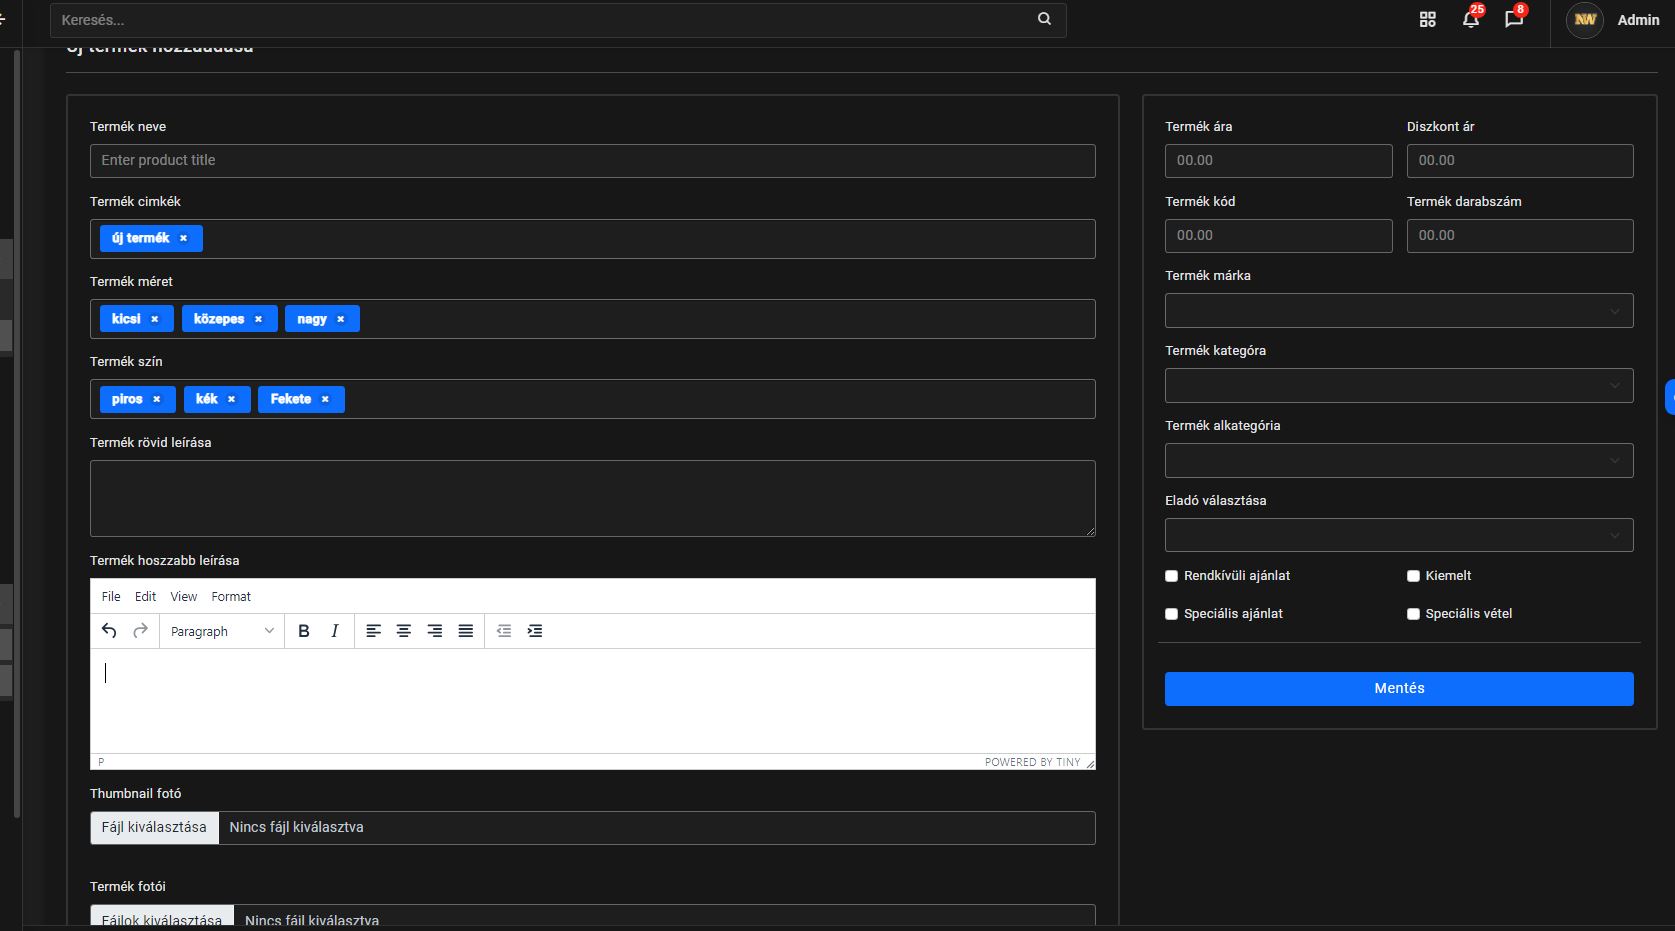 Keresés...
25
8
NW
Admin
Új termék hozzáadása
Termék neve
Enter product title
Termék cimkék
új termék ×
Termék méret
kicsi × közepes × nagy ×
Termék szín
piros × kék × Fekete ×
Termék rövid leírása
Termék hoszzabb leírása
File Edit View Format
Paragraph B I
P
POWERED BY TINY
Thumbnail fotó
Fájl kiválasztása Nincs fájl kiválasztva
Termék fotói
Fájlok kiválasztása Nincs fájl kiválasztva
Termék ára Diszkont ár
00.00 00.00
Termék kód Termék darabszám
00.00 00.00
Termék márka
Termék kategóra
Termék alkategória
Eladó választása
Rendkívüli ajánlat Kiemelt
Speciális ajánlat Speciális vétel
Mentés